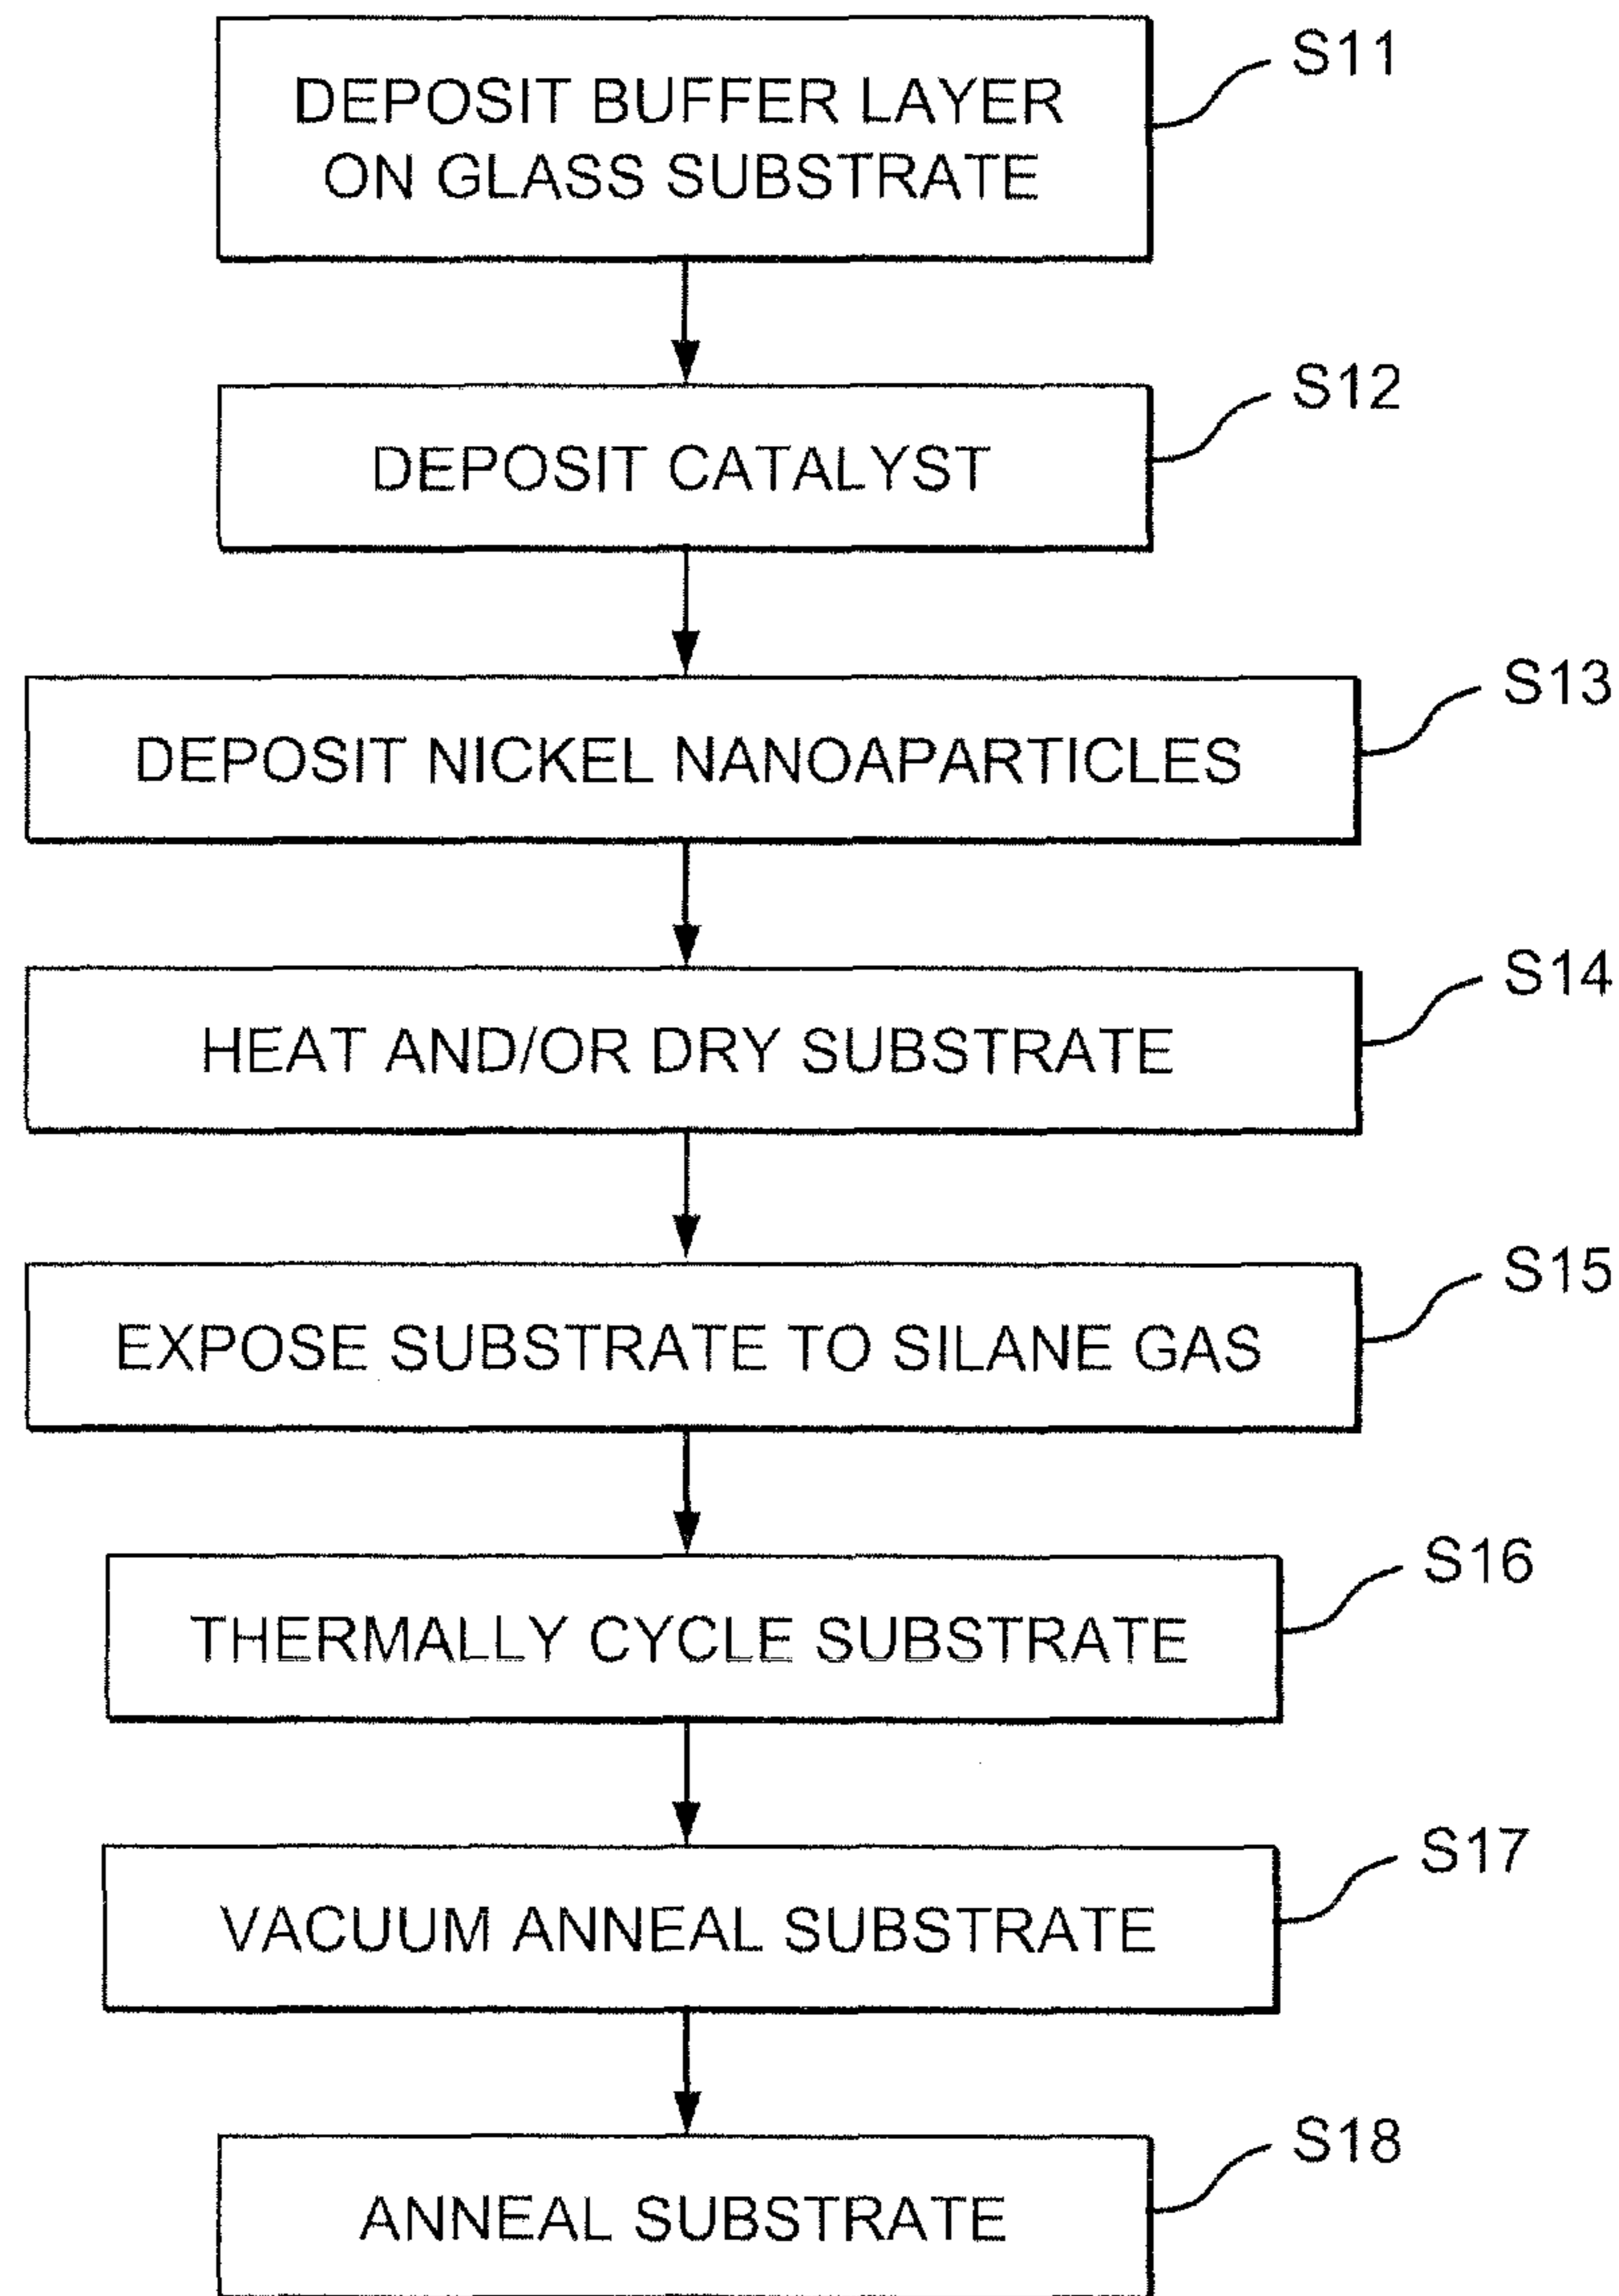 S11
DEPOSIT BUFFER LAYER
ON GLASS SUBSTRATE
S12
DEPOSIT CATALYST
S13
DEPOSIT NICKEL NANOAPARTICLES
S14
HEAT AND/OR DRY SUBSTRATE
S15
EXPOSE SUBSTRATE TO SILANE GAS
S16
THERMALLY CYCLE SUBSTRATE
S17
VACUUM ANNEAL SUBSTRATE
S18
ANNEAL SUBSTRATE